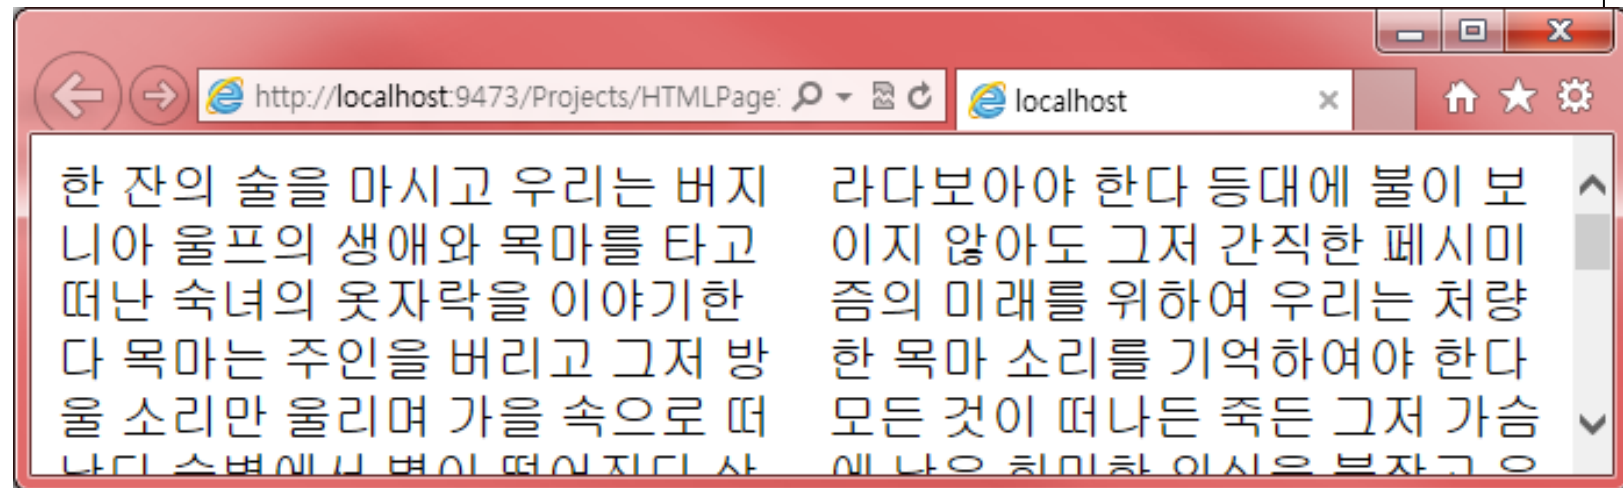 http://localhost:9473/Projects/HTMLPage
localhost
한 잔의 술을 마시고 우리는 버지
니아 울프의 생애와 목마를 타고
떠난 숙녀의 옷자락을 이야기한
다 목마는 주인을 버리고 그저 방
울 소리만 울리며 가을 속으로 떠
라다보아야 한다 등대에 불이 보
이지 않아도 그저 간직한 페시미
즘의 미래를 위하여 우리는 처량
한 목마 소리를 기억하여야 한다
모든 것이 떠나든 죽든 그저 가슴